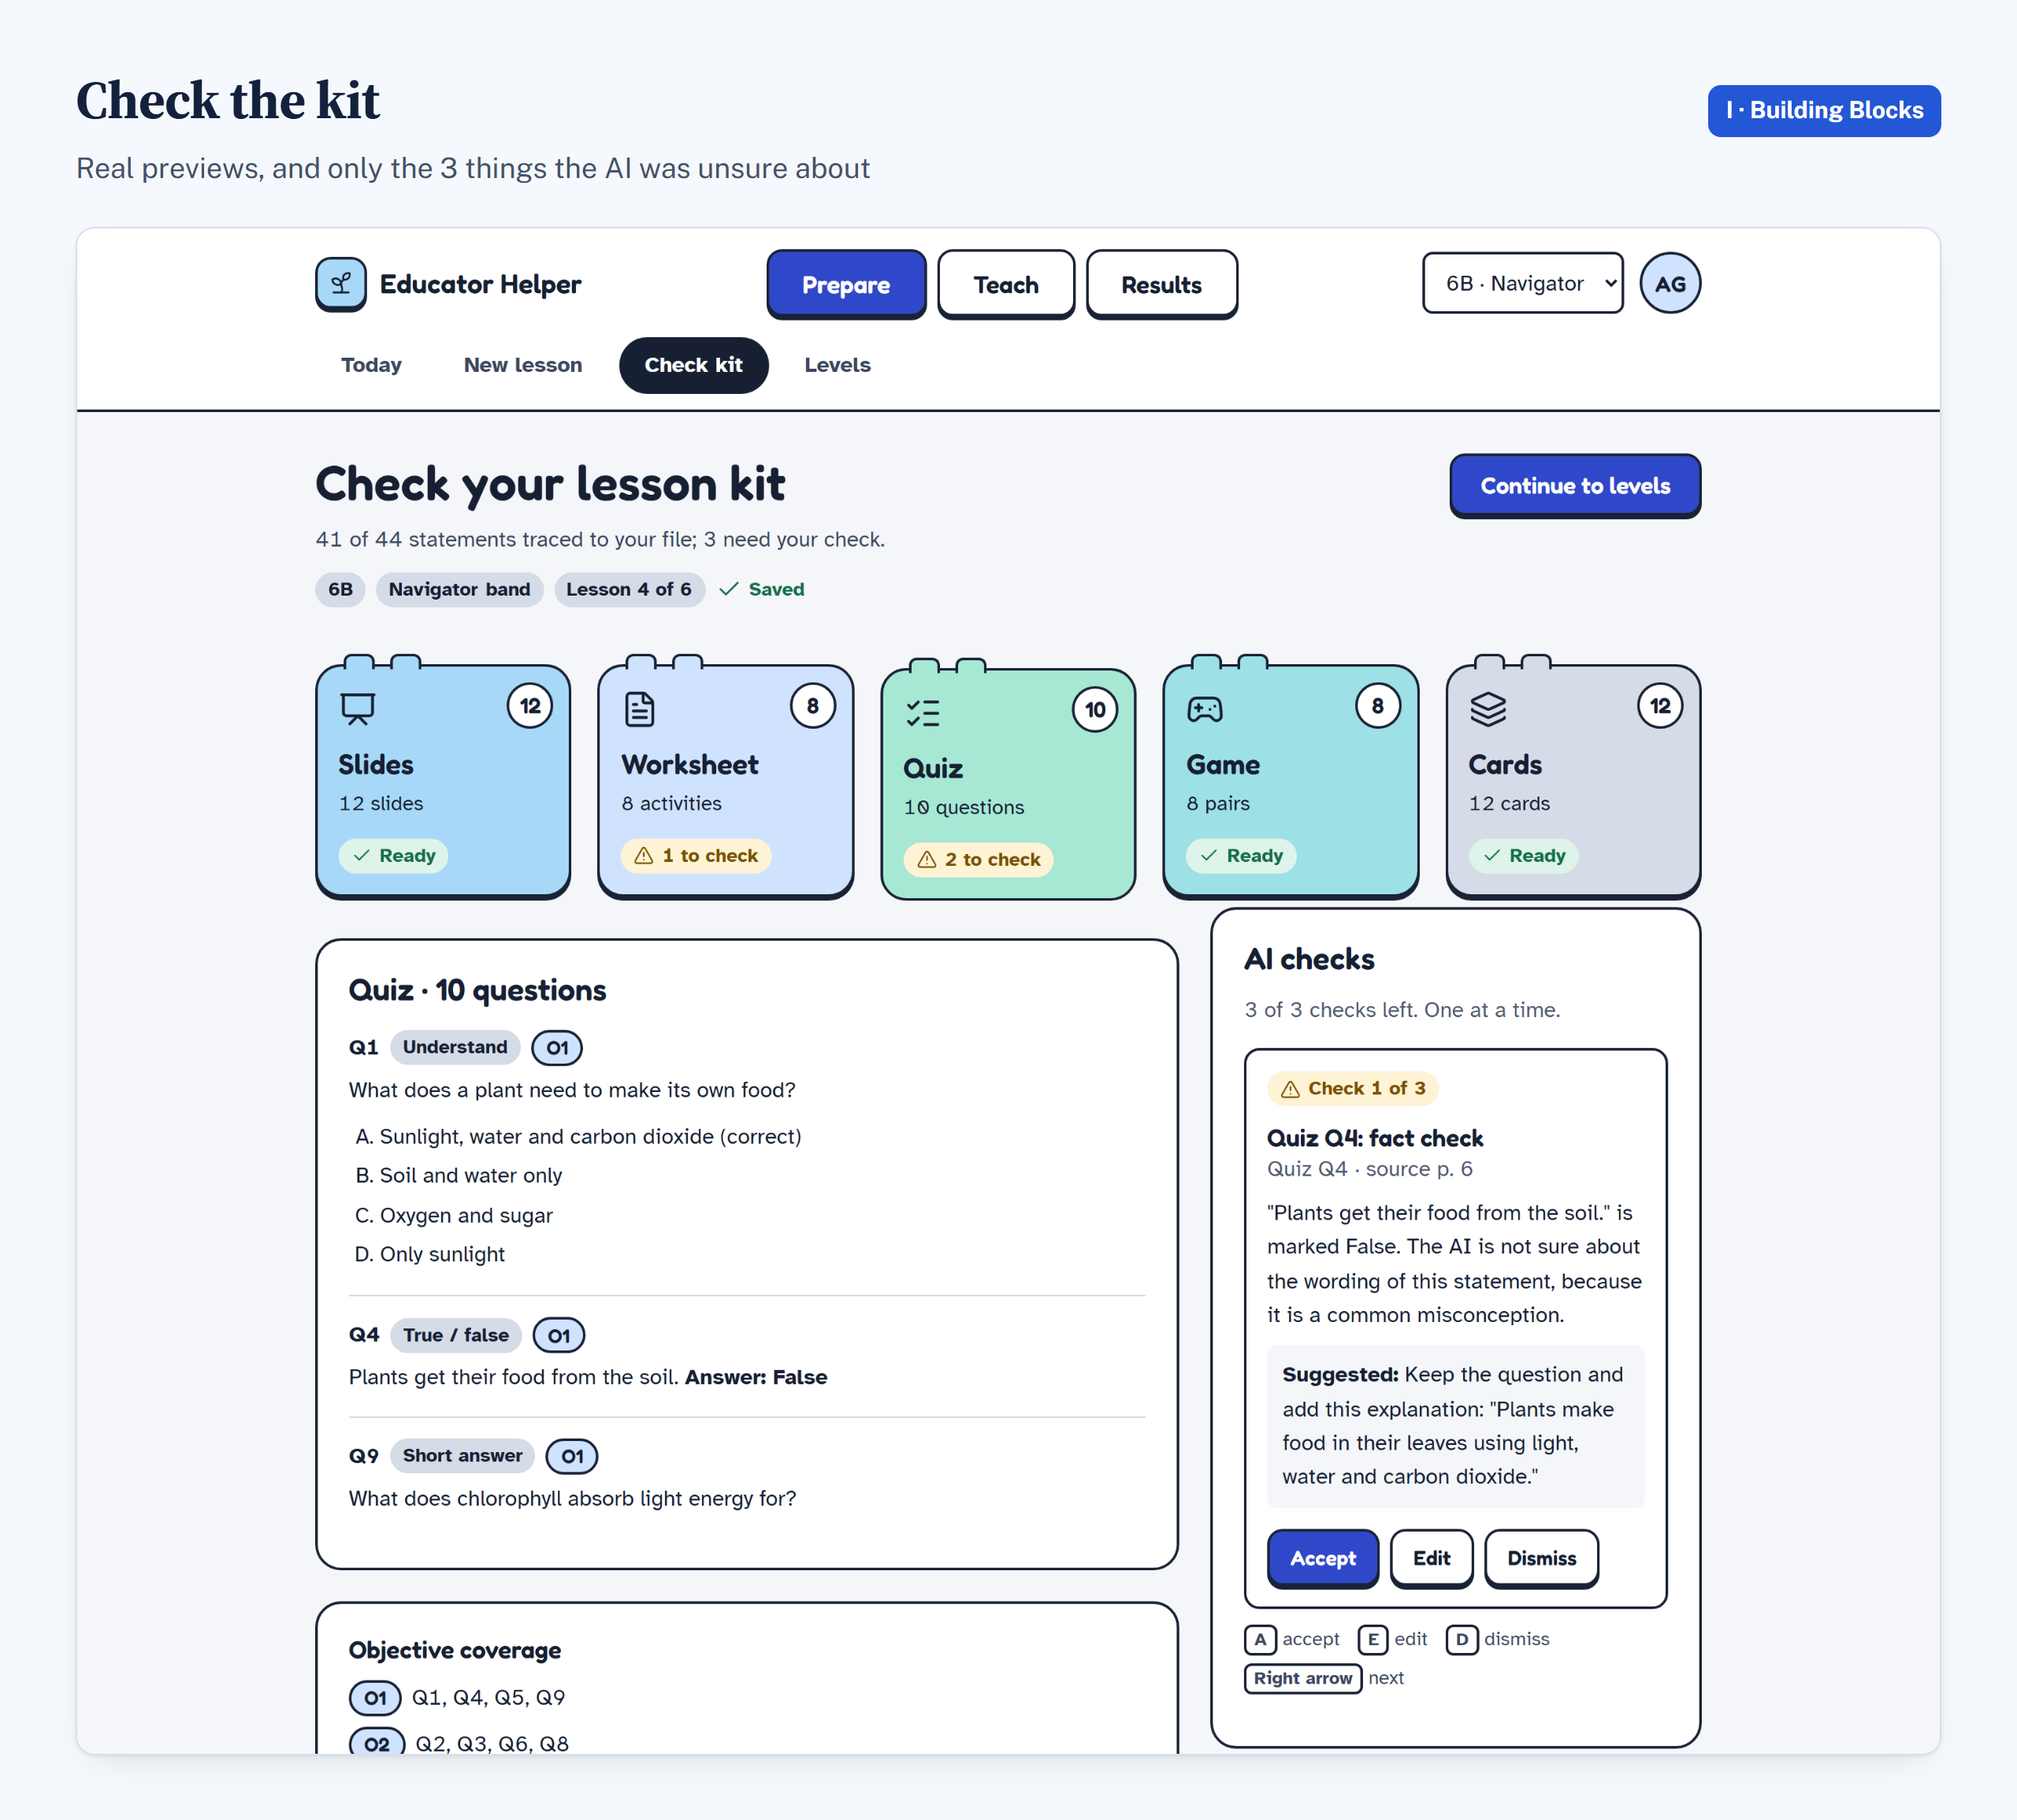 Check the kit
I · Building Blocks
Real previews, and only the 3 things the AI was unsure about
Educator Helper
Prepare
Teach
Results
6B · Navigator
AG
Today
New lesson
Check kit
Levels
Check your lesson kit
Continue to levels
41 of 44 statements traced to your file; 3 need your check.
6B
Navigator band
Lesson 4 of 6
Saved
12
Slides
12 slides
Ready
8
Worksheet
8 activities
1 to check
10
Quiz
10 questions
2 to check
8
Game
8 pairs
Ready
12
Cards
12 cards
Ready
Quiz · 10 questions
Q1 Understand O1
What does a plant need to make its own food?
A. Sunlight, water and carbon dioxide (correct)
B. Soil and water only
C. Oxygen and sugar
D. Only sunlight
Q4 True / false O1
Plants get their food from the soil. Answer: False
Q9 Short answer O1
What does chlorophyll absorb light energy for?
Objective coverage
O1 Q1, Q4, Q5, Q9
O2 Q2, Q3, Q6, Q8
AI checks
3 of 3 checks left. One at a time.
Check 1 of 3
Quiz Q4: fact check
Quiz Q4 · source p. 6
"Plants get their food from the soil." is
marked False. The AI is not sure about
the wording of this statement, because
it is a common misconception.
Suggested: Keep the question and
add this explanation: "Plants make
food in their leaves using light,
water and carbon dioxide."
Accept
Edit
Dismiss
A accept E edit D dismiss
Right arrow next